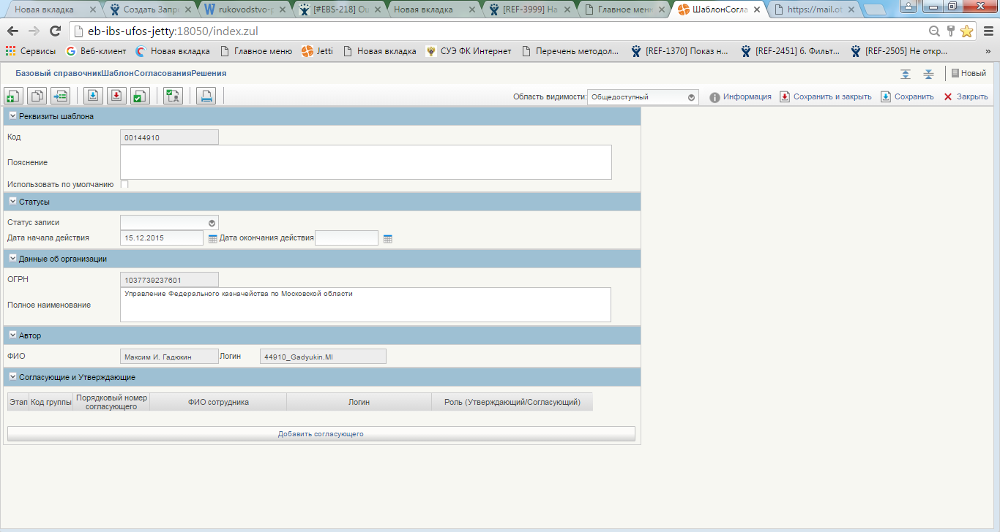 Новая вкладка
Создать Запро
rukovodstvo-p
[#EBS-218] Ou
Новая вкладка
[REF-3999] На
Главное меню
ШаблонСогла
https://mail.ot
eb-ibs-ufos-jetty:18050/index.zul
Сервисы
Веб-клиент
Новая вкладка
Главное меню
Jetti
Новая вкладка
СУЭ ФК Интернет
Перечень методол...
[REF-1370] Показ н...
[REF-2451] 6. Фильт...
[REF-2505] Не откр...
»
Базовый справочникШаблонСогласованияРешения
Новый
Область видимости: Общедоступный
Информация
Сохранить и закрыть
Сохранить
Закрыть
Реквизиты шаблона
Код 00144910
Пояснение
Использовать по умолчанию
Статусы
Статус записи
Дата начала действия 15.12.2015 Дата окончания действия
Данные об организации
ОГРН 1037739237601
Полное наименование Управление Федерального казначейства по Московской области
Автор
ФИО Максим И. Гадюкин Логин 44910_Gadyukin.MI
Согласующие и Утверждающие
Этап Код группы Порядковый номер согласующего ФИО сотрудника Логин Роль (Утверждающий/Согласующий)
Добавить согласующего